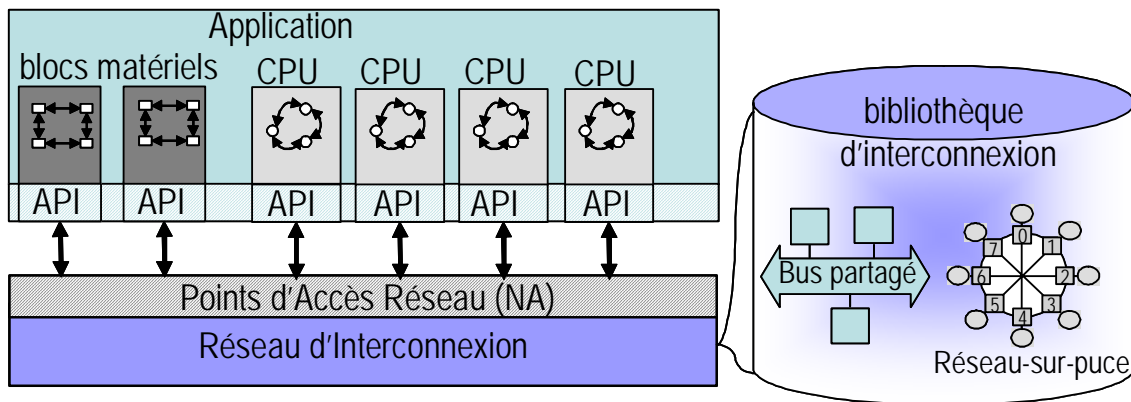 Application
blocs matériels
CPU
CPU
CPU
CPU
API
API
API
API
API
API
Points d'Accès Réseau (NA)
Réseau d'Interconnexion
bibliothèque
d'interconnexion
Bus partagé
0
1
2
3
4
5
6
7
Réseau-sur-puce